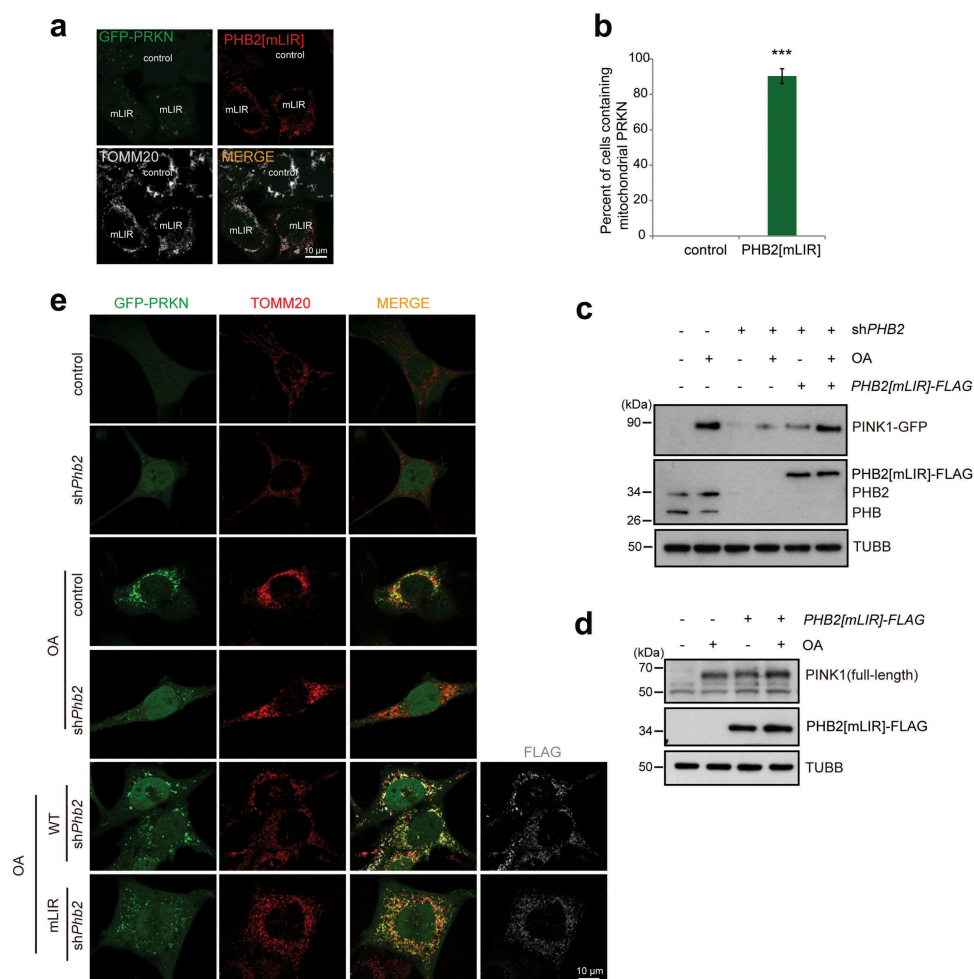 a
GFP-PRKN
control
mLIR
mLIR
PHB2[mLIR]
control
mLIR
mLIR
TOMM20
control
mLIR
mLIR
MERGE
control
mLIR
mLIR
10 µm
b
***
Percent of cells containing
mitochondrial PRKN
100
80
60
40
20
0
control
PHB2[mLIR]
c
- - + + + + shPHB2
- + - + - + OA
- - - - + + PHB2[mLIR]-FLAG
(kDa)
90
PINK1-GFP
PHB2[mLIR]-FLAG
34
PHB2
PHB
26
50
TUBB
d
- - + + PHB2[mLIR]-FLAG
- + - + OA
(kDa)
70
PINK1(full-length)
50
34
PHB2[mLIR]-FLAG
50
TUBB
e
GFP-PRKN TOMM20 MERGE
control
shPhb2
OA
control
shPhb2
FLAG
OA
WT
shPhb2
mLIR
shPhb2
10 µm